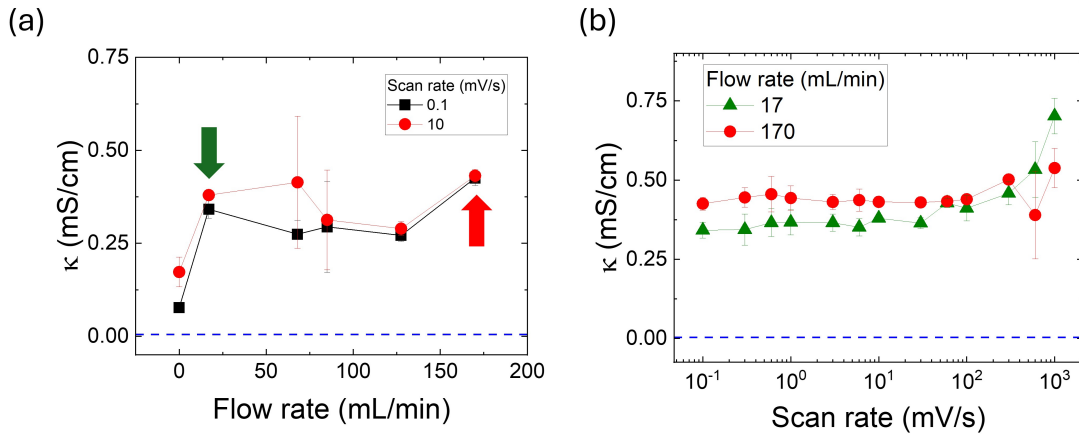 (a)
κ (mS/cm)
0.75
0.50
0.25
0.00
Scan rate (mV/s)
0.1
10
0
50
100
150
200
Flow rate (mL/min)
(b)
κ (mS/cm)
0.75
0.50
0.25
0.00
Flow rate (mL/min)
17
170
10⁻¹
10⁰
10¹
10²
10³
Scan rate (mV/s)